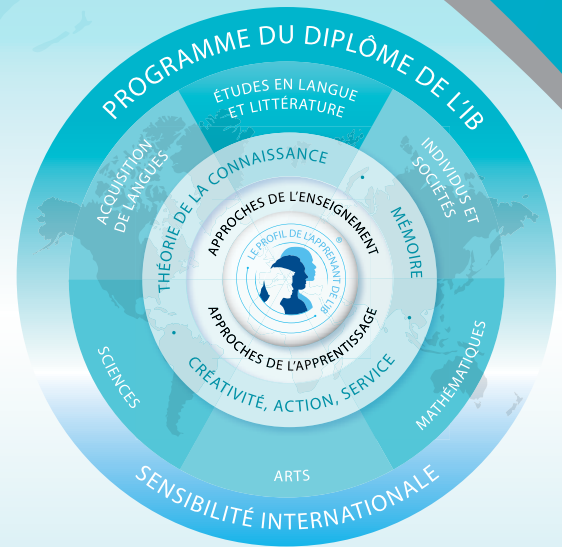 PROGRAMME DU DIPLÔME DE L'IB
ÉTUDES EN LANGUE
ET LITTÉRATURE
ACQUISITION
DE LANGUES
INDIVIDUS ET
SOCIÉTÉS
THÉORIE DE LA CONNAISSANCE
MÉMOIRE
APPROCHES DE L'ENSEIGNEMENT
LE PROFIL DE L'APPRENANT DE L'IB
®
APPROCHES DE L'APPRENTISSAGE
CRÉATIVITÉ, ACTION, SERVICE
SCIENCES
MATHÉMATIQUES
ARTS
SENSIBILITÉ INTERNATIONALE